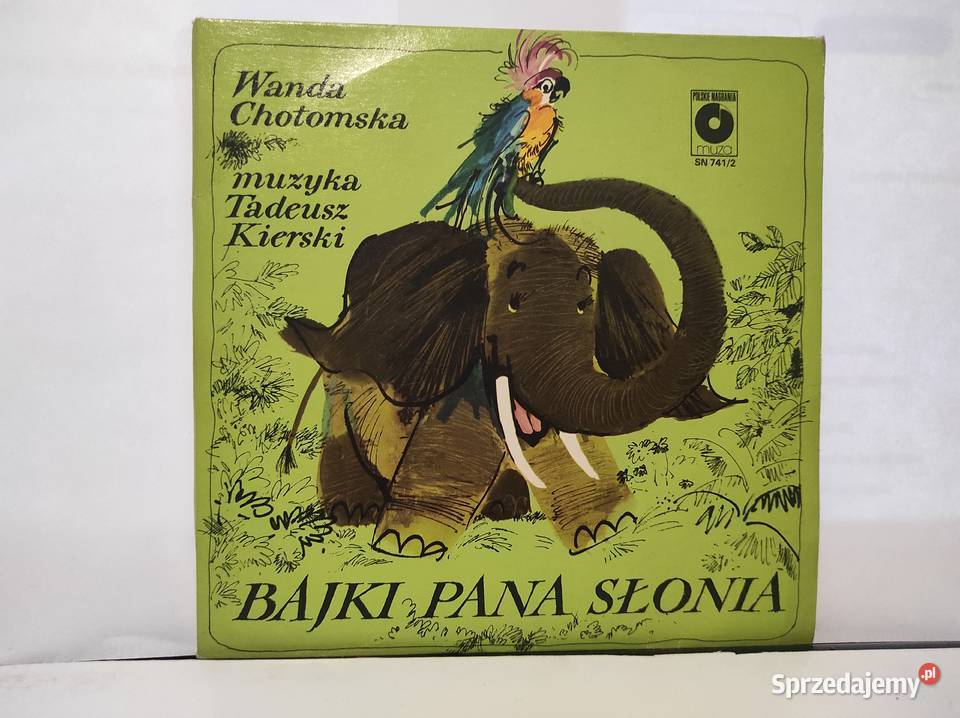 Wanda
Chotomska
muzyka
Tadeusz
Kierski
POLSKIE NAGRANIA
muza
SN 741/2
BAJKI PANA SŁONIA
Sprzedajemy.pl